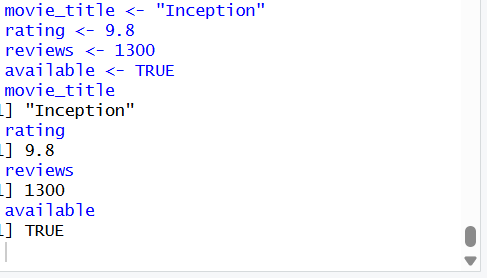 movie_title <- "Inception"
rating <- 9.8
reviews <- 1300
available <- TRUE
movie_title
1] "Inception"
rating
1] 9.8
reviews
1] 1300
available
1] TRUE